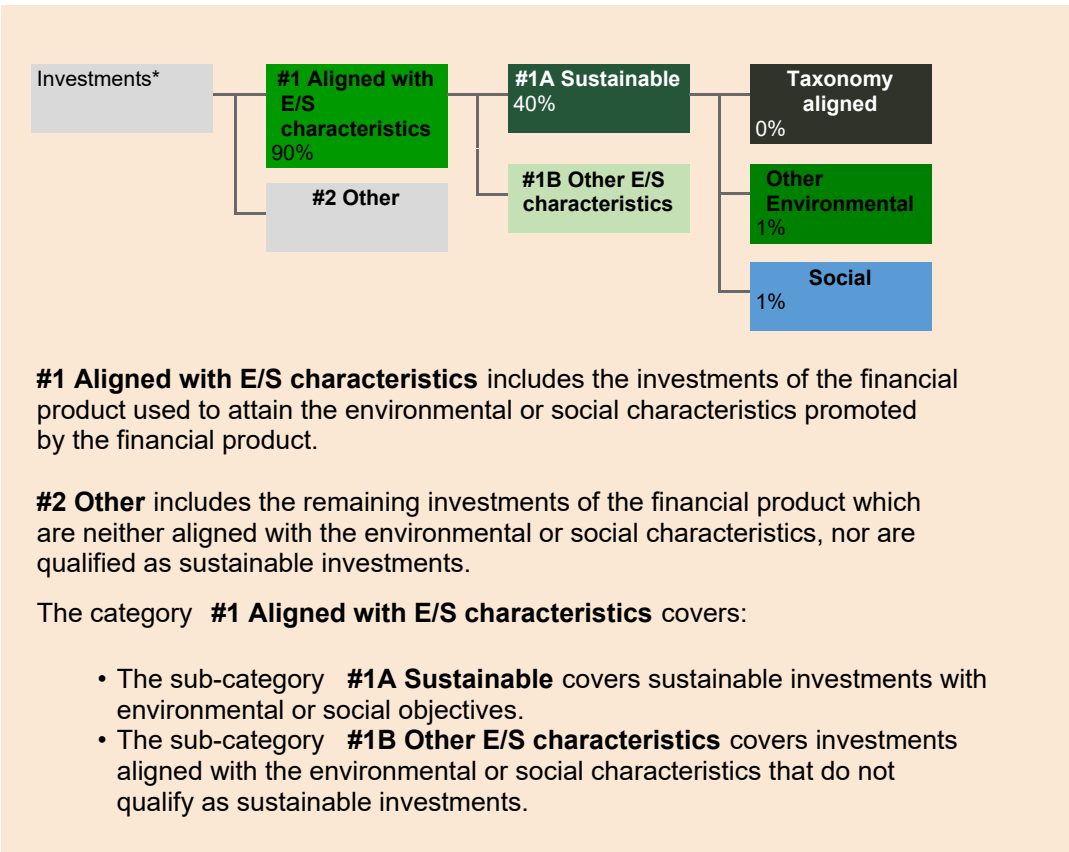 Investments*
#1 Aligned with
E/S
characteristics
90%
#2 Other
#1A Sustainable
40%
#1B Other E/S
characteristics
Taxonomy
aligned
0%
Other
Environmental
1%
Social
1%
#1 Aligned with E/S characteristics includes the investments of the financial
product used to attain the environmental or social characteristics promoted
by the financial product.
#2 Other includes the remaining investments of the financial product which
are neither aligned with the environmental or social characteristics, nor are
qualified as sustainable investments.
The category #1 Aligned with E/S characteristics covers:
• The sub-category #1A Sustainable covers sustainable investments with
environmental or social objectives.
• The sub-category #1B Other E/S characteristics covers investments
aligned with the environmental or social characteristics that do not
qualify as sustainable investments.